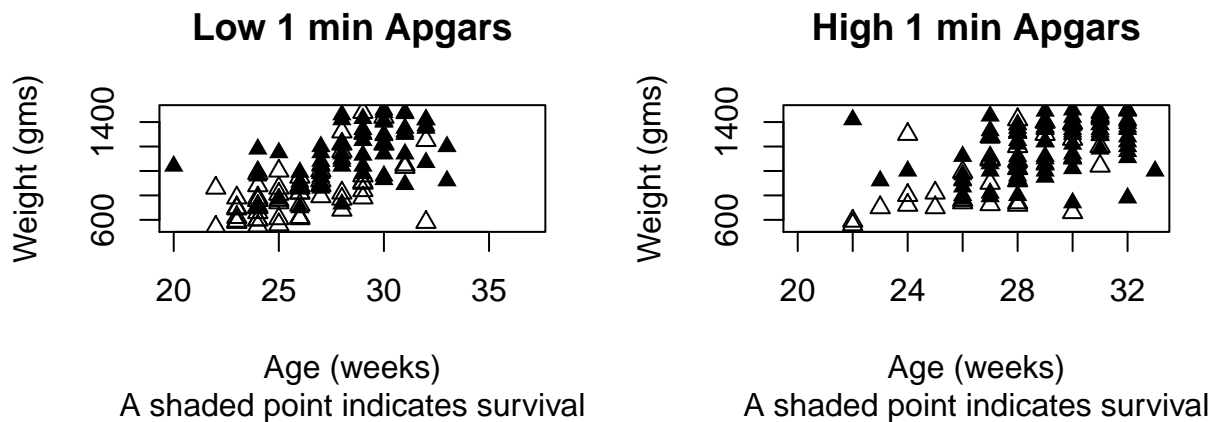 Low 1 min Apgars
Weight (gms)
600
1400
20
25
30
35
Age (weeks)
A shaded point indicates survival
High 1 min Apgars
Weight (gms)
600
1400
20
24
28
32
Age (weeks)
A shaded point indicates survival